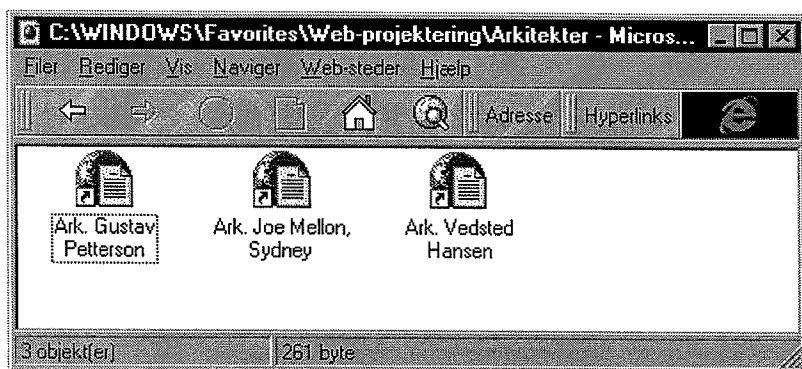 C:\WINDOWS\Favorites\Web-projektering\Arkitekter - Micros...
Filer Rediger Vis Naviger Web-steder Hjælp
Adresse Hyperlinks
Ark. Gustav
Petterson
Ark. Joe Mellon,
Sydney
Ark. Vedsted
Hansen
3 objekt(er) 261 byte